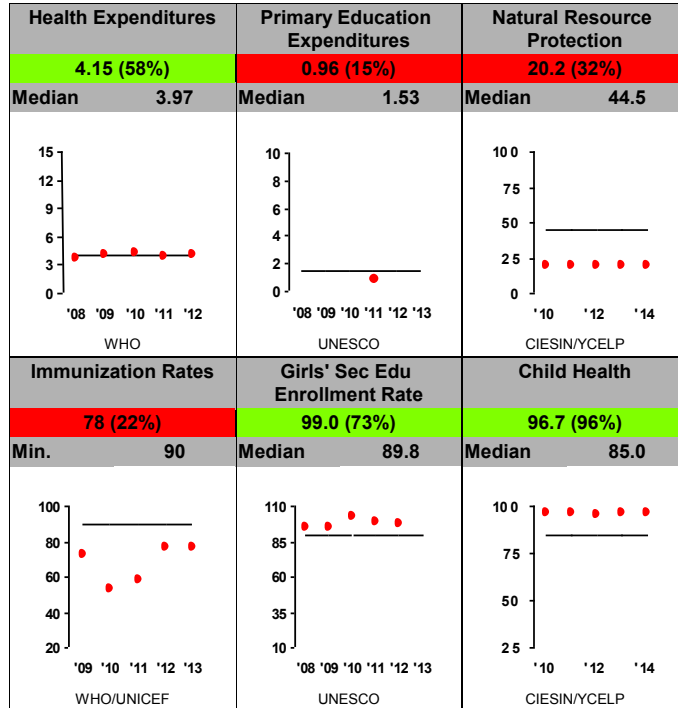 Health Expenditures
4.15 (58%)
Median 3.97
15
12
9
6
3
0
'08 '09 '10 '11 '12
WHO
Primary Education
Expenditures
0.96 (15%)
Median 1.53
10
8
6
4
2
0
'08 '09 '10 '11 '12 '13
UNESCO
Natural Resource
Protection
20.2 (32%)
Median 44.5
100
75
50
25
0
'10 '12 '14
CIESIN/YCELP
Immunization Rates
78 (22%)
Min. 90
100
80
60
40
20
'09 '10 '11 '12 '13
WHO/UNICEF
Girls' Sec Edu
Enrollment Rate
99.0 (73%)
Median 89.8
110
85
60
35
10
'08 '09 '10 '11 '12 '13
UNESCO
Child Health
96.7 (96%)
Median 85.0
100
75
50
25
'10 '12 '14
CIESIN/YCELP